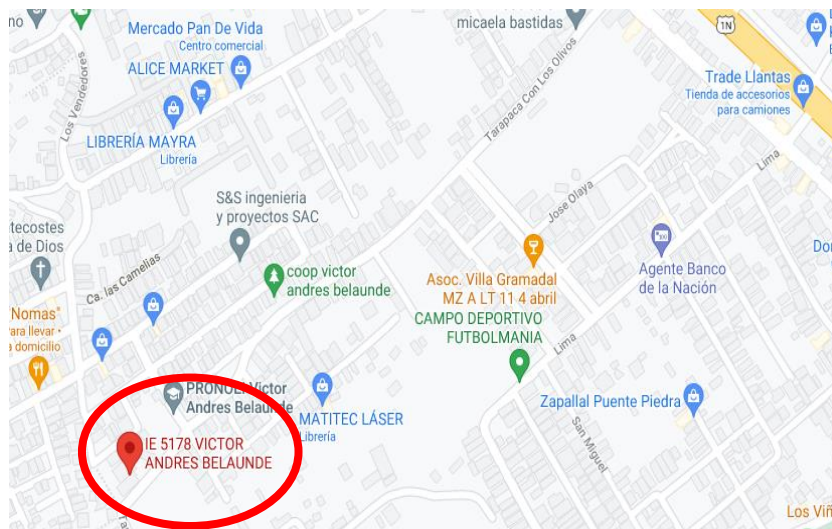 no
Mercado Pan De Vida
Centro comercial
micaela bastidas
1N
ALICE MARKET
Trade Llantas
Tienda de accesorios
para camiones
Los Vendedores
Tarapaca Con Los Olivos
LIBRERÍA MAYRA
Librería
Lima
S&S ingenieria
y proyectos SAC
Jose Olaya
tecostes
a de Dios
coop victor
andres belaunde
Ca. las Camelias
Asoc. Villa Gramadal
MZ A LT 11 4 abril
Agente Banco
de la Nación
CAMPO DEPORTIVO
FUTBOLMANIA
Lima
Nomas"
ara llevar •
domicilio
PRONOEI Victor
Andres Belaunde
MATITEC LÁSER
Librería
Zapallal Puente Piedra
San Miguel
IE 5178 VICTOR
ANDRES BELAUNDE
Los Viñ